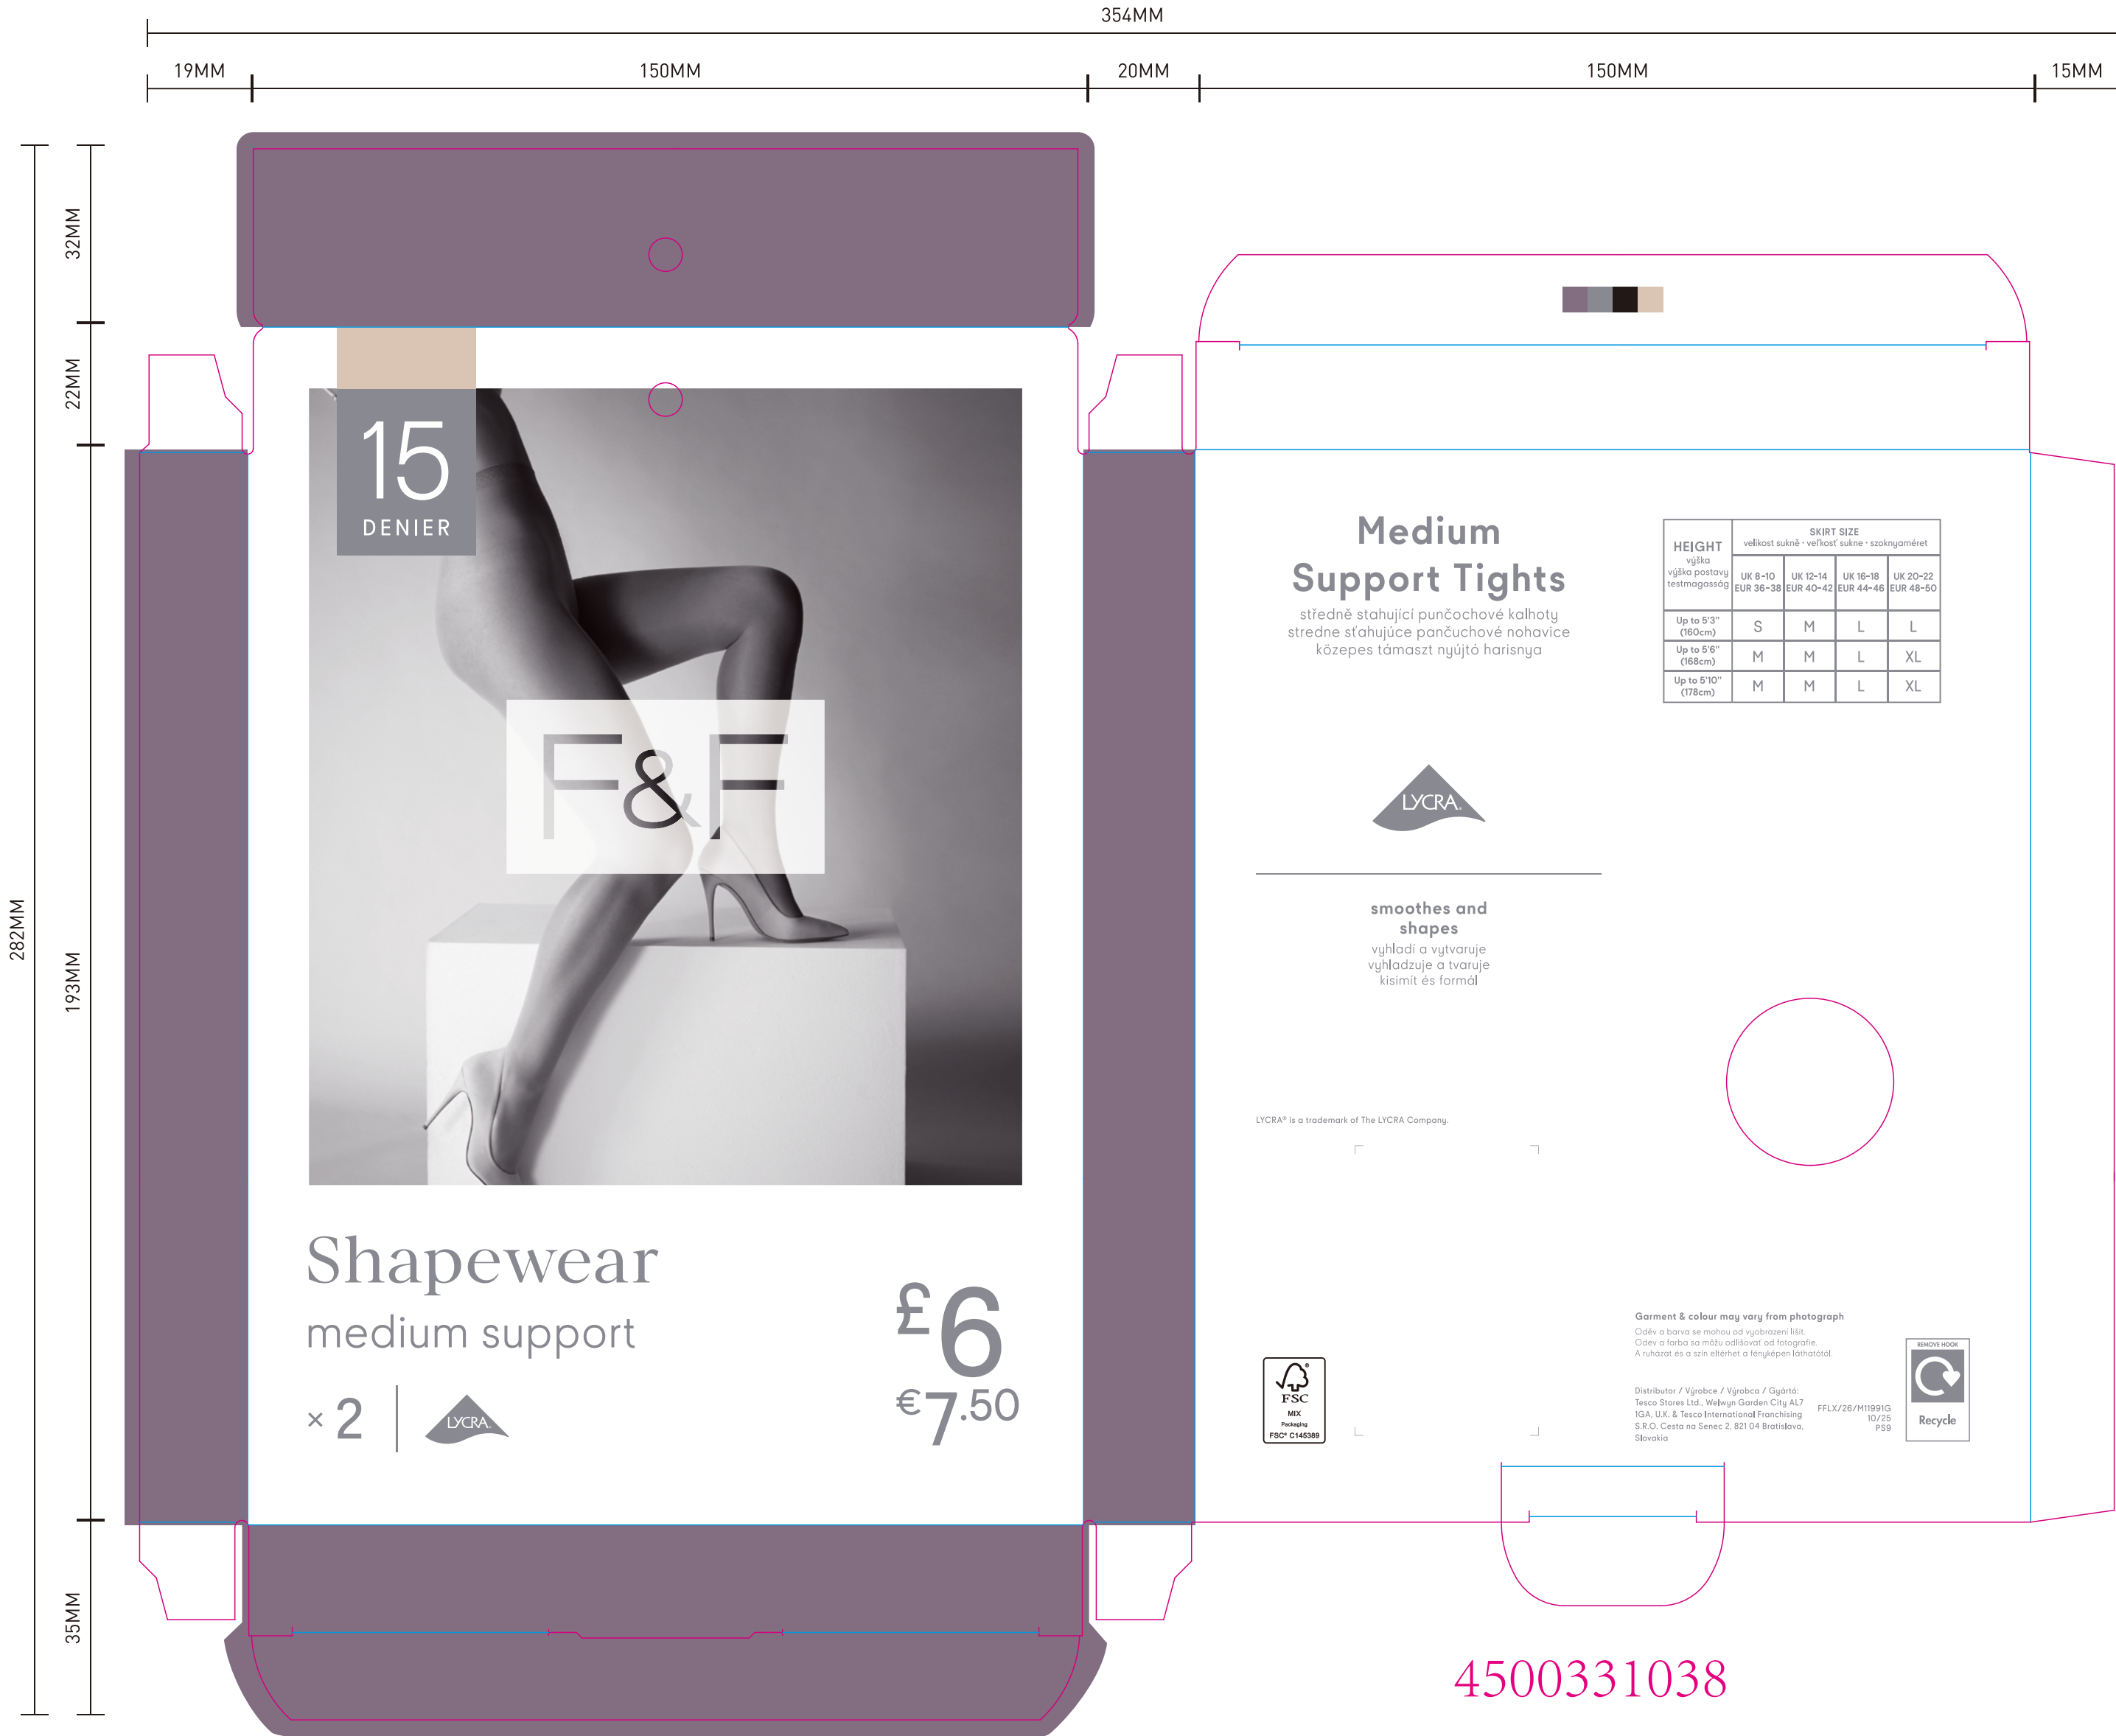 354MM
19MM
150MM
20MM
150MM
15MM
282MM
32MM
22MM
193MM
35MM
15
DENIER
F&F
Shapewear
medium support
× 2
LYCRA®
£6
€7.50
Medium
Support Tights
středně stahující punčochové kalhoty
stredne sťahujúce pančuchové nohavice
közepes támaszt nyújtó harisnya
LYCRA®
smoothes and
shapes
vyhladí a vytvaruje
vyhladzuje a tvaruje
kisimít és formál
LYCRA® is a trademark of The LYCRA Company.
HEIGHT
výška
výška postavy
testmagasság
SKIRT SIZE
velikost sukně · veľkosť sukne · szoknyaméret
UK 8-10 UK 12-14 UK 16-18 UK 20-22
EUR 36-38 EUR 40-42 EUR 44-46 EUR 48-50
Up to 5'3"
(160cm) S M L L
Up to 5'6"
(168cm) M M L XL
Up to 5'10"
(178cm) M M L XL
FSC®
MIX
Packaging
FSC® C145389
Garment & colour may vary from photograph
Oděv a barva se mohou od vyobrazení lišit.
Odev a farba sa môžu odlišovať od fotografie.
A ruházat és a szín eltérhet a fényképen láthatótól.
Distributor / Výrobce / Výrobca / Gyártó:
Tesco Stores Ltd., Welwyn Garden City AL7
1GA, U.K. & Tesco International Franchising
S.R.O. Cesta na Senec 2, 821 04 Bratislava,
Slovakia
FFLX/26/M11991G
10/25
PS9
REMOVE HOOK
Recycle
4500331038